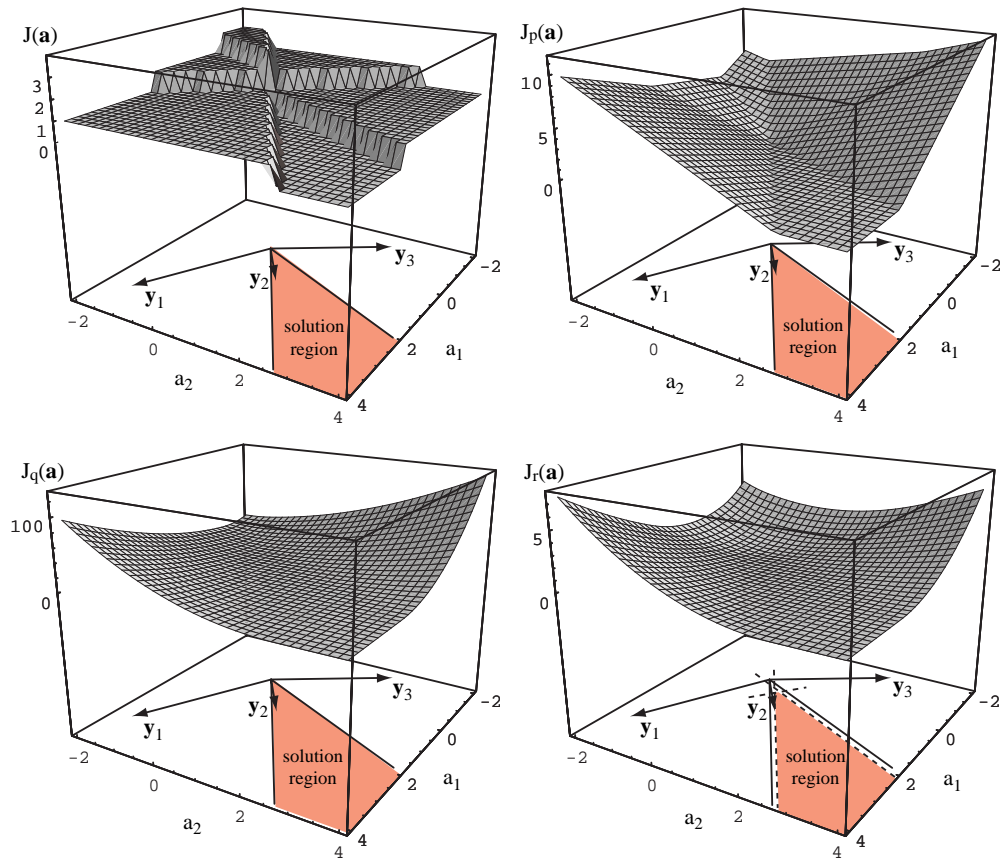 J(a)
3
2
1
0
y1
y2
y3
solution
region
-2
0
2
4
a2
-2
0
2
4
a1
Jp(a)
10
5
0
y1
y2
y3
solution
region
-2
0
2
4
a2
-2
0
2
4
a1
Jq(a)
100
0
y1
y2
y3
solution
region
-2
0
2
4
a2
-2
0
2
4
a1
Jr(a)
5
0
y1
y2
y3
solution
region
-2
0
2
4
a2
-2
0
2
4
a1